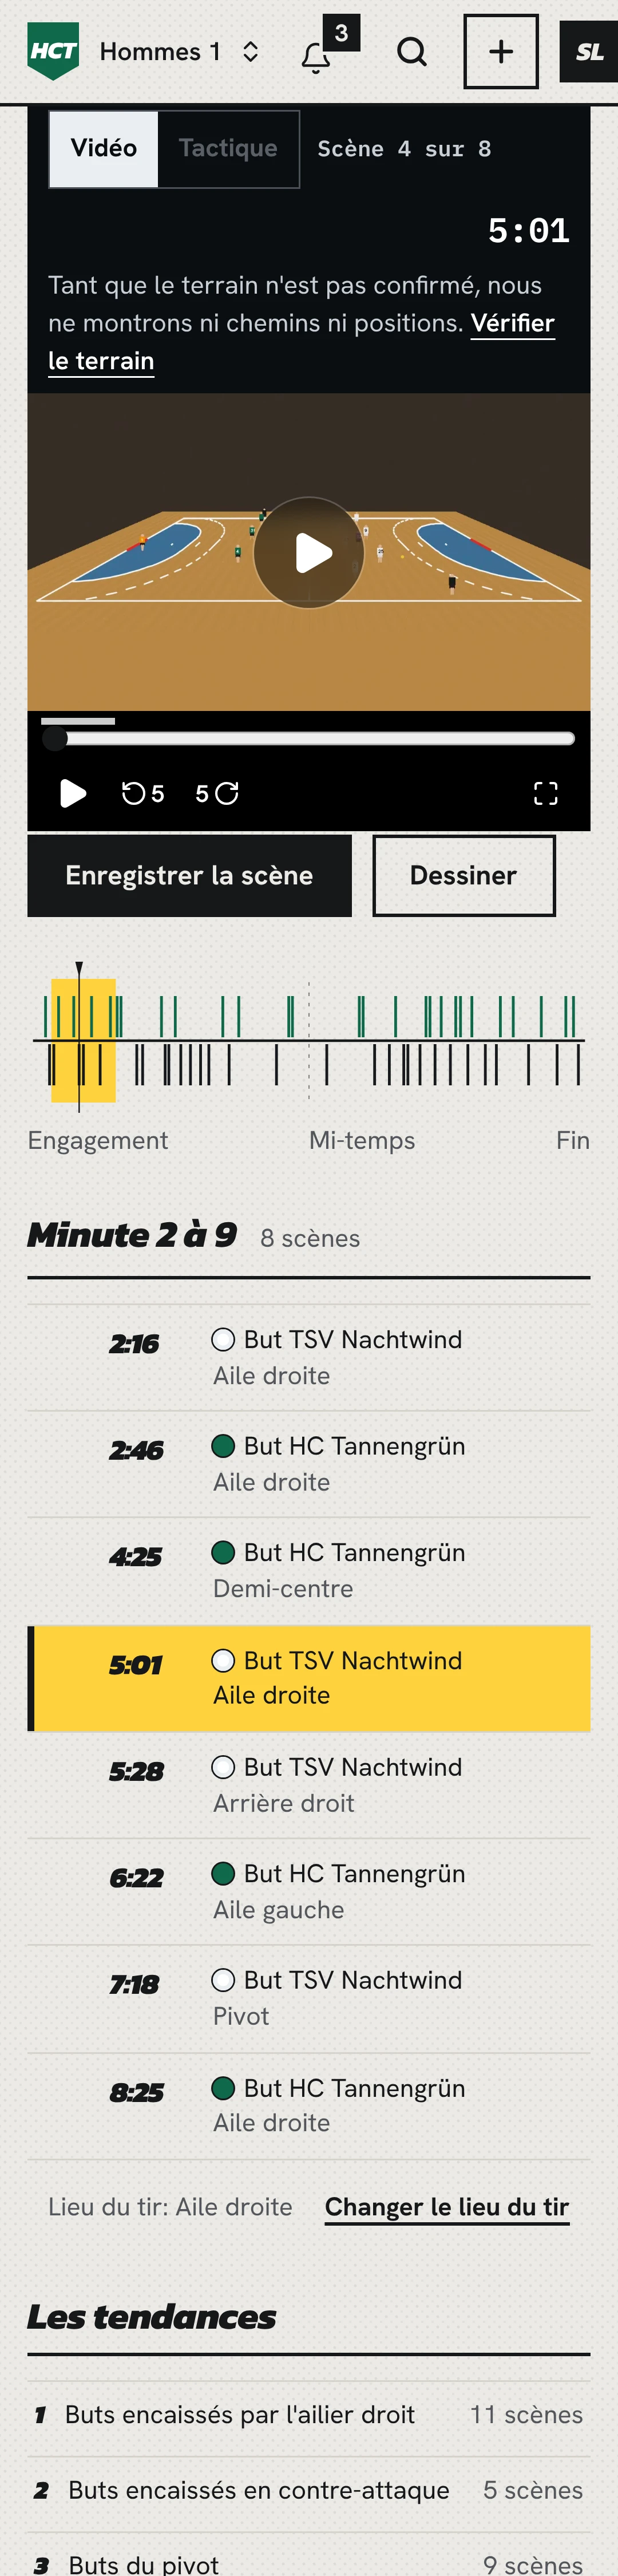 HCT Hommes 1 3 + SL
Vidéo Tactique Scène 4 sur 8
5:01
Tant que le terrain n'est pas confirmé, nous
ne montrons ni chemins ni positions. Vérifier
le terrain
5 5
Enregistrer la scène Dessiner
Engagement Mi-temps Fin
Minute 2 à 9 8 scènes
2:16 But TSV Nachtwind
Aile droite
2:46 But HC Tannengrün
Aile droite
4:25 But HC Tannengrün
Demi-centre
5:01 But TSV Nachtwind
Aile droite
5:28 But TSV Nachtwind
Arrière droit
6:22 But HC Tannengrün
Aile gauche
7:18 But TSV Nachtwind
Pivot
8:25 But HC Tannengrün
Aile droite
Lieu du tir: Aile droite Changer le lieu du tir
Les tendances
1 Buts encaissés par l'ailier droit 11 scènes
2 Buts encaissés en contre-attaque 5 scènes
3 Buts du pivot 9 scènes